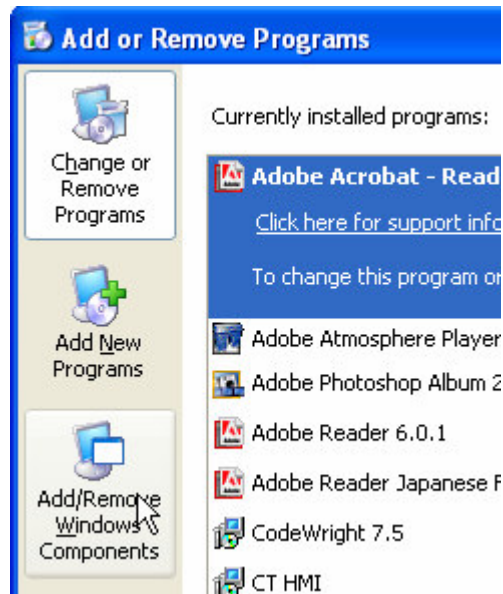 Add or Remove Programs
Change or
Remove
Programs
Add New
Programs
Add/Remove
Windows
Components
Currently installed programs:
Adobe Acrobat - Read
Click here for support info
To change this program or
Adobe Atmosphere Player
Adobe Photoshop Album 2
Adobe Reader 6.0.1
Adobe Reader Japanese F
CodeWright 7.5
CT HMI